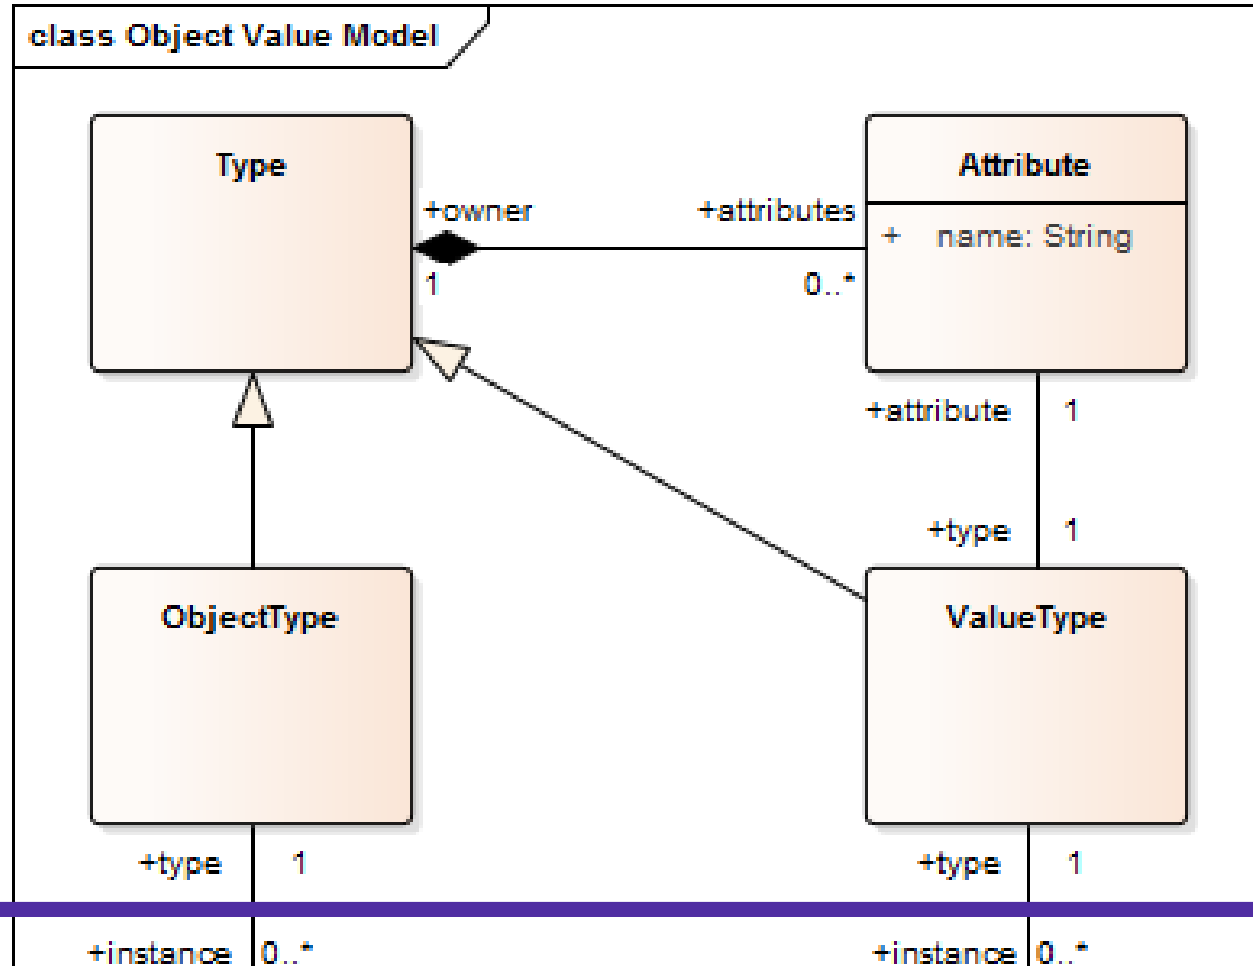 class Object Value Model
Type
Attribute
+owner
+attributes
+ name: String
1
0..*
+attribute
1
+type
1
ObjectType
ValueType
+type
1
+type
1
+instance
0..*
+instance
0..*